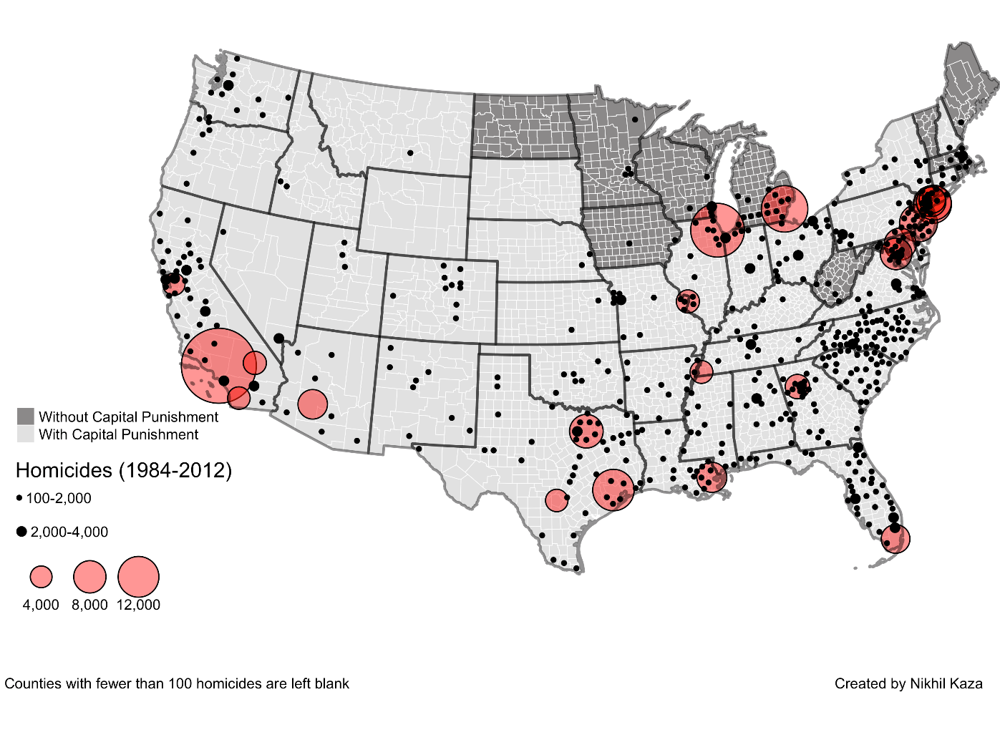 Without Capital Punishment
With Capital Punishment
Homicides (1984-2012)
100-2,000
2,000-4,000
4,000 8,000 12,000
Counties with fewer than 100 homicides are left blank
Created by Nikhil Kaza